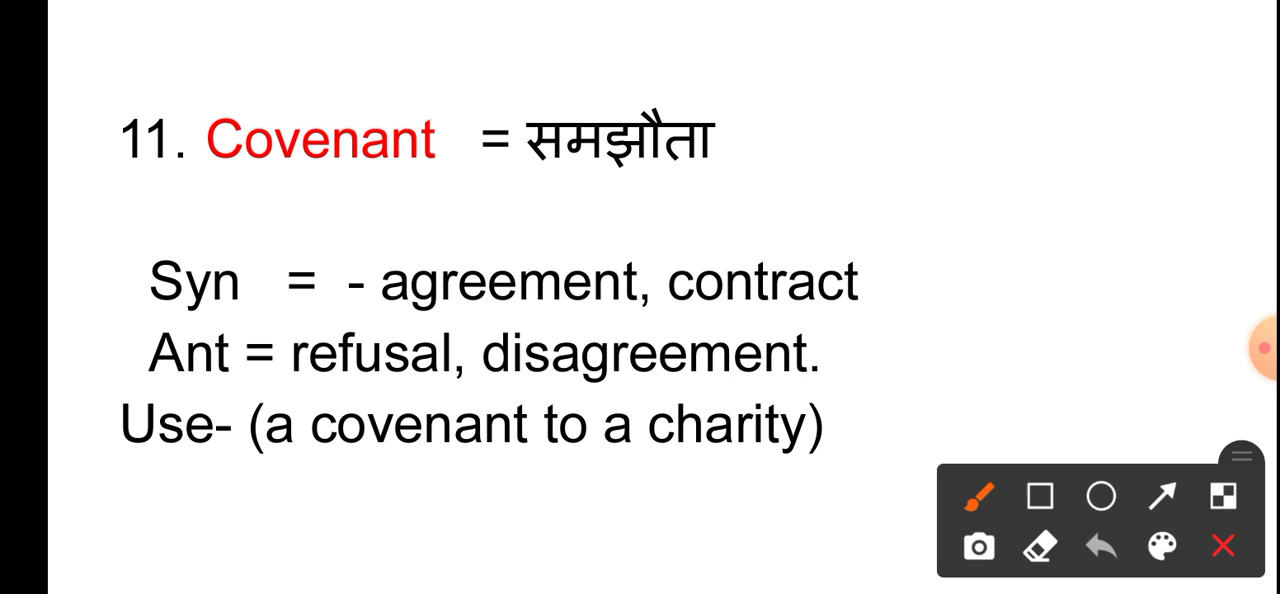 11. Covenant = समझौता
Syn = - agreement, contract
Ant = refusal, disagreement.
Use- (a covenant to a charity)